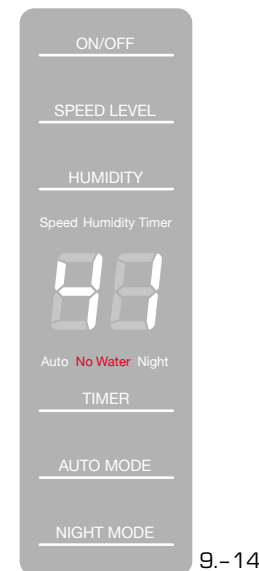 ON/OFF
SPEED LEVEL
HUMIDITY
Speed Humidity Timer
41
Auto No Water Night
TIMER
AUTO MODE
NIGHT MODE
9.–14